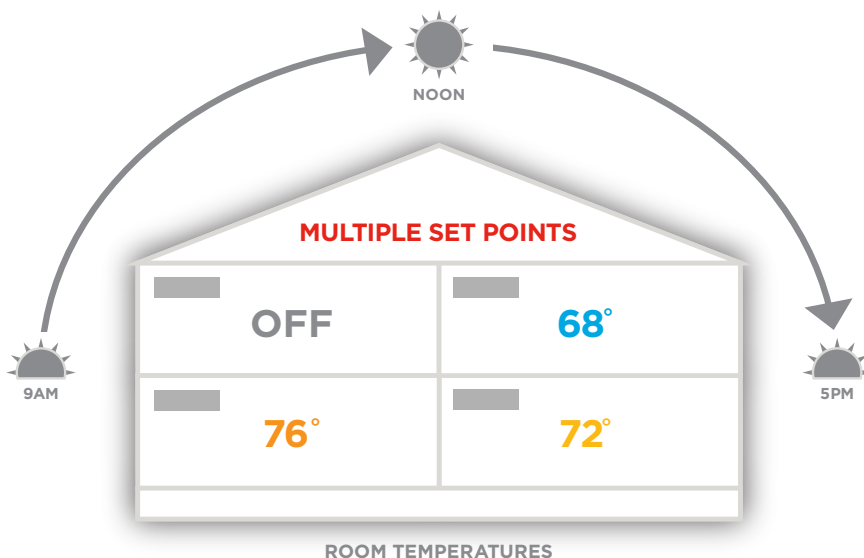 NOON
MULTIPLE SET POINTS
OFF
68°
9AM
5PM
76°
72°
ROOM TEMPERATURES